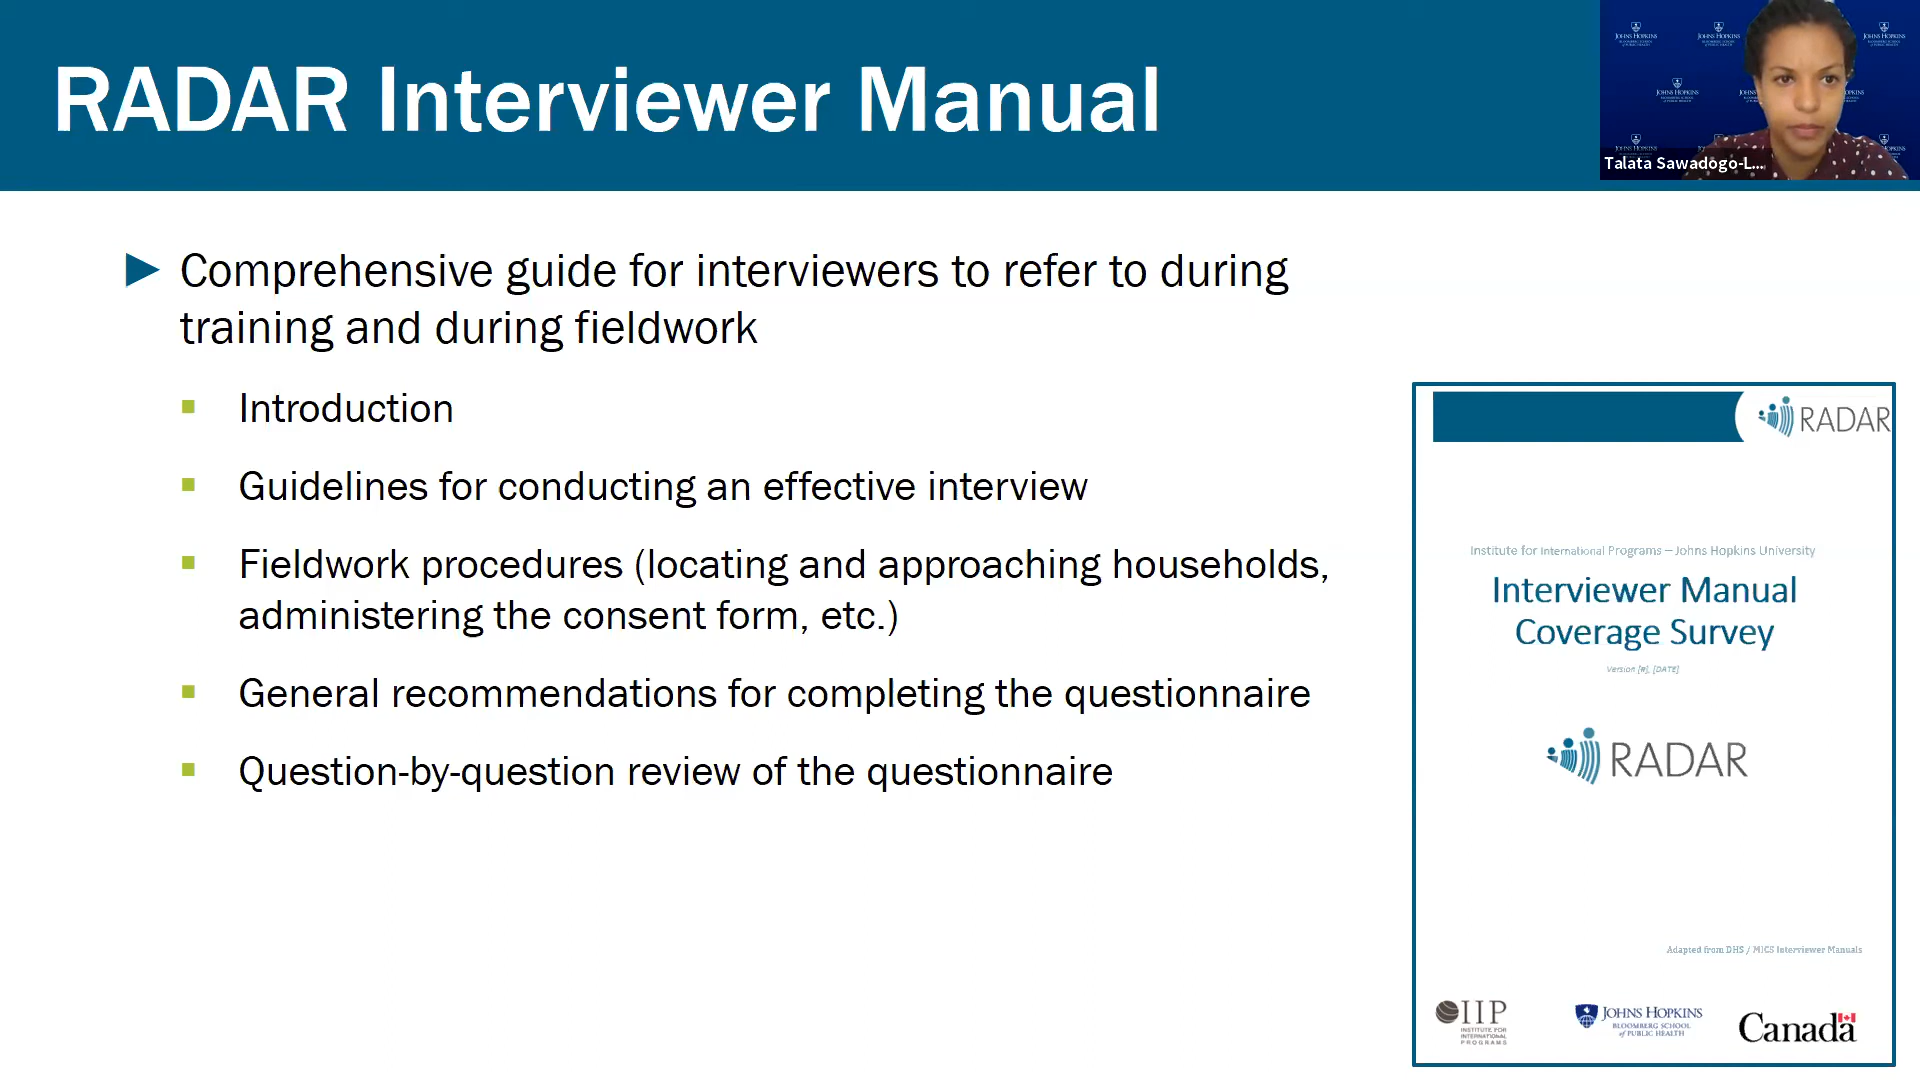 RADAR Interviewer Manual
Talata Sawadogo-L...
Comprehensive guide for interviewers to refer to during
training and during fieldwork
Introduction
Guidelines for conducting an effective interview
Fieldwork procedures (locating and approaching households,
administering the consent form, etc.)
General recommendations for completing the questionnaire
Question-by-question review of the questionnaire
RADAR
Institute for International Programs – Johns Hopkins University
Interviewer Manual
Coverage Survey
Version [#], [DATE]
RADAR
Adapted from DHS / MICS Interviewer Manuals
IIP
INSTITUTE FOR
INTERNATIONAL
PROGRAMS
JOHNS HOPKINS
BLOOMBERG SCHOOL
of PUBLIC HEALTH
Canada